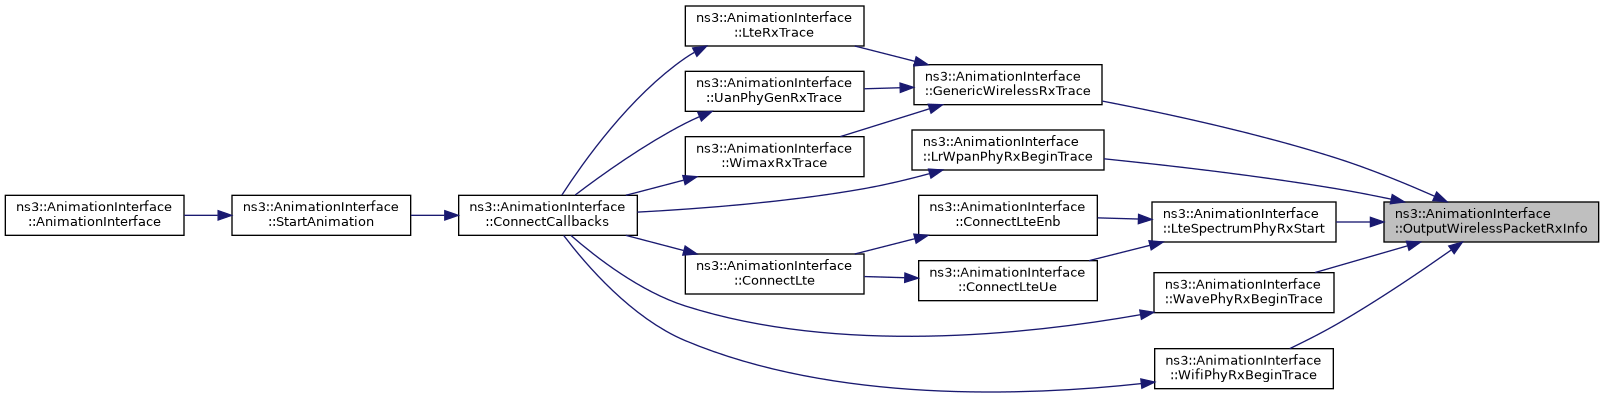 ns3::AnimationInterface
::AnimationInterface
ns3::AnimationInterface
::StartAnimation
ns3::AnimationInterface
::ConnectCallbacks
ns3::AnimationInterface
::LteRxTrace
ns3::AnimationInterface
::UanPhyGenRxTrace
ns3::AnimationInterface
::WimaxRxTrace
ns3::AnimationInterface
::ConnectLte
ns3::AnimationInterface
::GenericWirelessRxTrace
ns3::AnimationInterface
::LrWpanPhyRxBeginTrace
ns3::AnimationInterface
::ConnectLteEnb
ns3::AnimationInterface
::ConnectLteUe
ns3::AnimationInterface
::LteSpectrumPhyRxStart
ns3::AnimationInterface
::WavePhyRxBeginTrace
ns3::AnimationInterface
::WifiPhyRxBeginTrace
ns3::AnimationInterface
::OutputWirelessPacketRxInfo